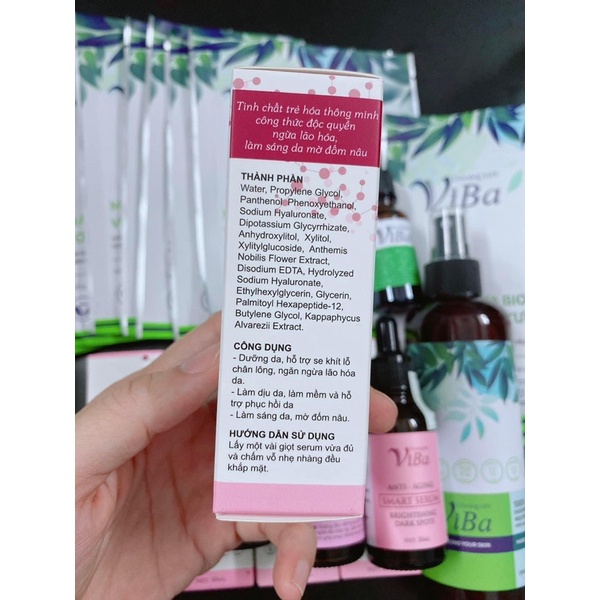 Tinh chất trẻ hóa thông minh
công thức độc quyền
ngừa lão hóa,
làm sáng da mờ đốm nâu
THÀNH PHẦN
Water, Propylene Glycol,
Panthenol, Phenoxyethanol,
Sodium Hyaluronate,
Dipotassium Glycyrrhizate,
Anhydroxylitol, Xylitol,
Xylitylglucoside, Anthemis
Nobilis Flower Extract,
Disodium EDTA, Hydrolyzed
Sodium Hyaluronate,
Ethylhexylglycerin, Glycerin,
Palmitoyl Hexapeptide-12,
Butylene Glycol, Kappaphycus
Alvarezii Extract.
CÔNG DỤNG
- Dưỡng da, hỗ trợ se khít lỗ
chân lông, ngăn ngừa lão hóa
da.
- Làm dịu da, làm mềm và hỗ
trợ phục hồi da
- Làm sáng da, mờ đốm nâu.
HƯỚNG DẪN SỬ DỤNG
Lấy một vài giọt serum vừa đủ
và chấm vỗ nhẹ nhàng đều
khắp mặt.
ViBa
ViBa
ViBa
ANTI - AGING
SMART SERUM
BRIGHTENING
DARK SPOTS
ViBa
YOUR SKIN